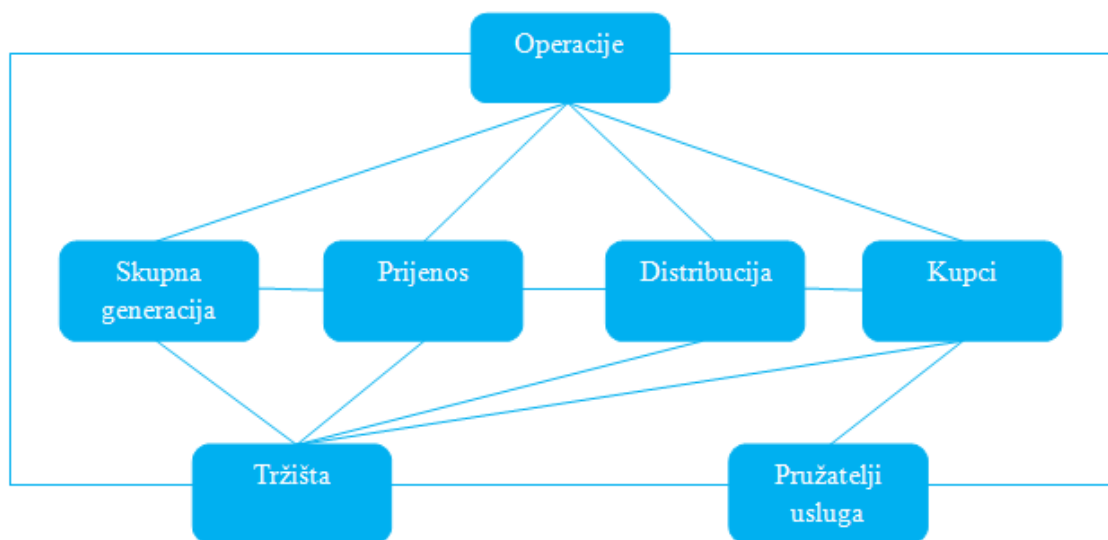 Operacije
Skupna
generacija
Prijenos
Distribucija
Kupci
Tržišta
Pružatelji
usluga